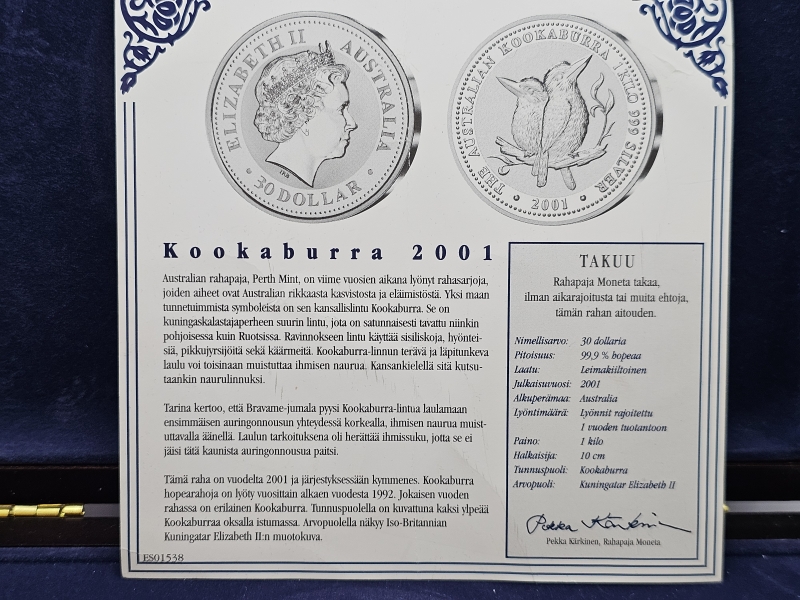 ELIZABETH II AUSTRALIA
30 DOLLAR
IRB
THE AUSTRALIAN KOOKABURRA 1 KILO 999 SILVER
2001
Kookaburra 2001
Australian rahapaja, Perth Mint, on viime vuosien aikana lyönyt rahasarjoja,
joiden aiheet ovat Australian rikkaasta kasvistosta ja eläimistöstä. Yksi maan
tunnetuimmista symboleista on sen kansallislintu Kookaburra. Se on
kuningaskalastajaperheen suurin lintu, jota on satunnaisesti tavattu niinkin
pohjoisessa kuin Ruotsissa. Ravinnokseen lintu käyttää sisiliskoja, hyöntei-
siä, pikkujyrsijöitä sekä käärmeitä. Kookaburra-linnun terävä ja läpitunkeva
laulu voi toisinaan muistuttaa ihmisen naurua. Kansankielellä sitä kutsu-
taankin naurulinnuksi.
Tarina kertoo, että Bravame-jumala pyysi Kookaburra-lintua laulamaan
ensimmäisen auringonnousun yhteydessä korkealla, ihmisen naurua muist-
uttavalla äänellä. Laulun tarkoituksena oli herättää ihmissuku, jotta se ei
jäisi tätä kaunista auringonnousua paitsi.
Tämä raha on vuodelta 2001 ja järjestyksessään kymmenes. Kookaburra
hopearahoja on lyöty vuosittain alkaen vuodesta 1992. Jokaisen vuoden
rahassa on erilainen Kookaburra. Tunnuspuolella on kuvattuna kaksi ylpeää
Kookaburraa oksalla istumassa. Arvopuolella näkyy Iso-Britannian
Kuningatar Elizabeth II:n muotokuva.
ES01538
TAKUU
Rahapaja Moneta takaa,
ilman aikarajoitusta tai muita ehtoja,
tämän rahan aitouden.
Nimellisarvo: 30 dollaria
Pitoisuus: 99,9 % hopeaa
Laatu: Leimakiiltoinen
Julkaisuvuosi: 2001
Alkuperämaa: Australia
Lyöntimäärä: Lyönnit rajoitettu
1 vuoden tuotantoon
Paino: 1 kilo
Halkaisija: 10 cm
Tunnuspuoli: Kookaburra
Arvopuoli: Kuningatar Elizabeth II
Pekka Kärkinen
Pekka Kärkinen, Rahapaja Moneta